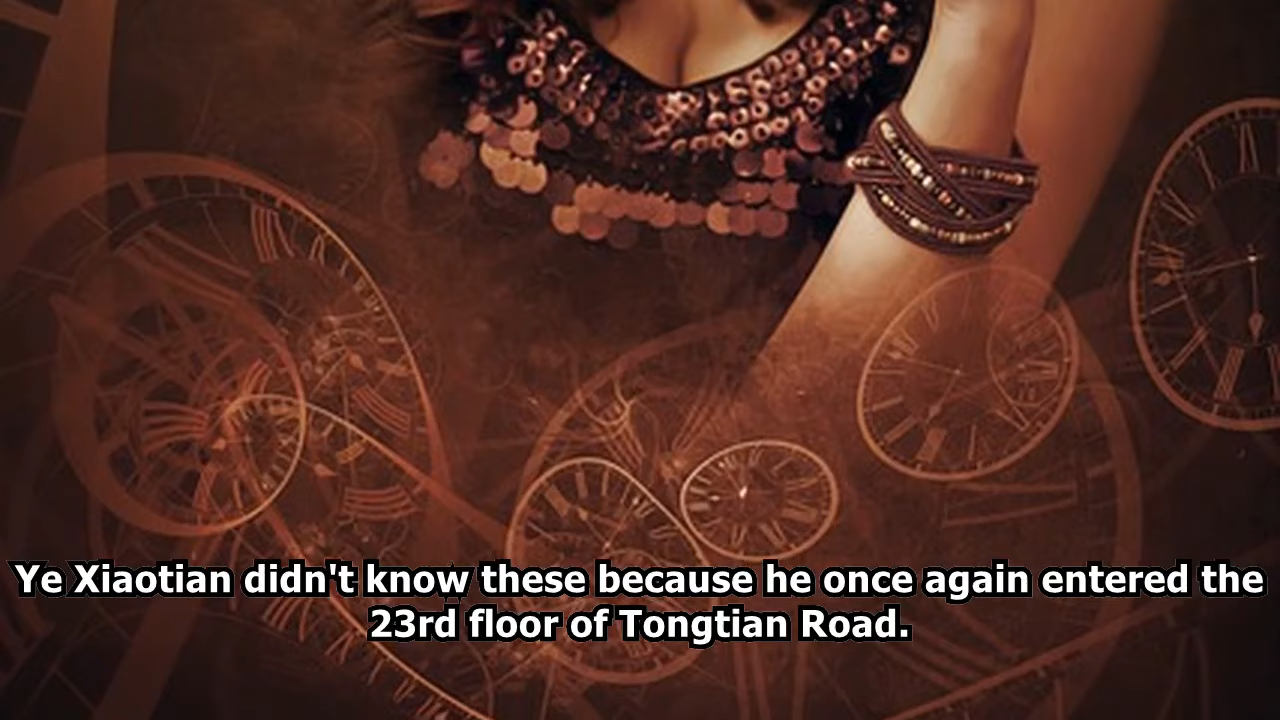 Ye Xiaotian didn't know these because he once again entered the
23rd floor of Tongtian Road.